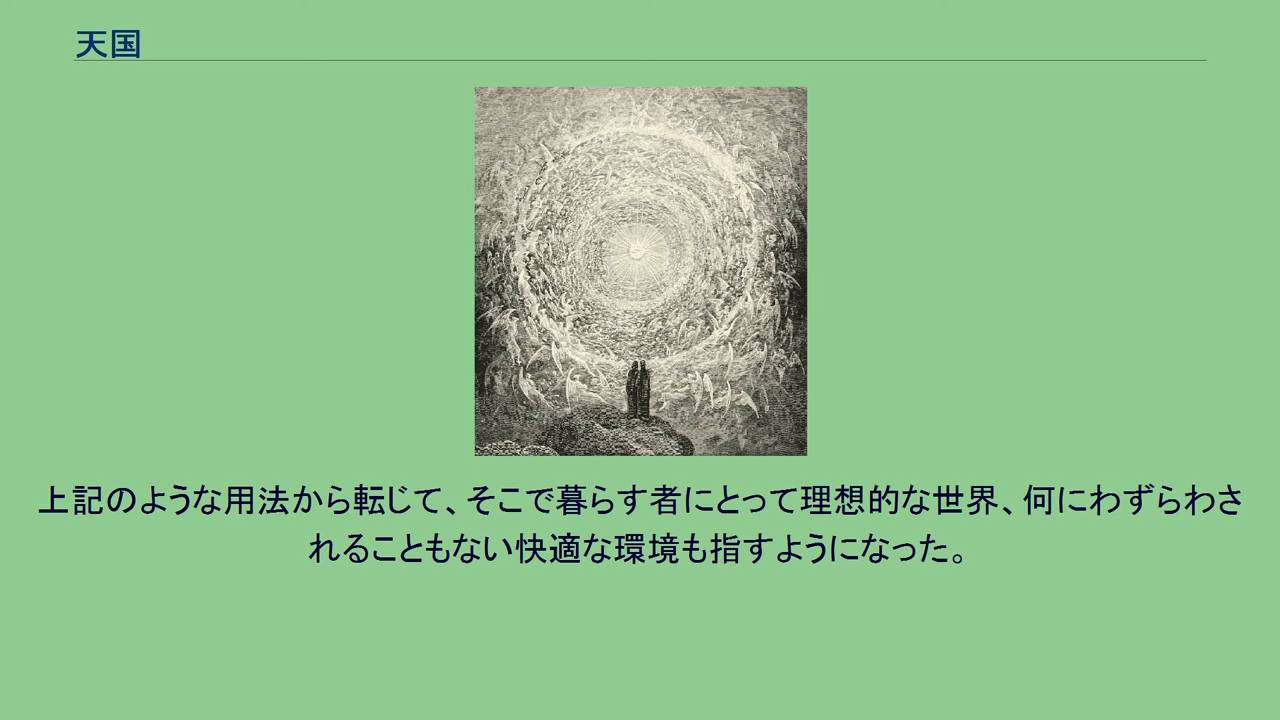 天国
上記のような用法から転じて、そこで暮らす者にとって理想的な世界、何にわずらわさ
れることもない快適な環境も指すようになった。